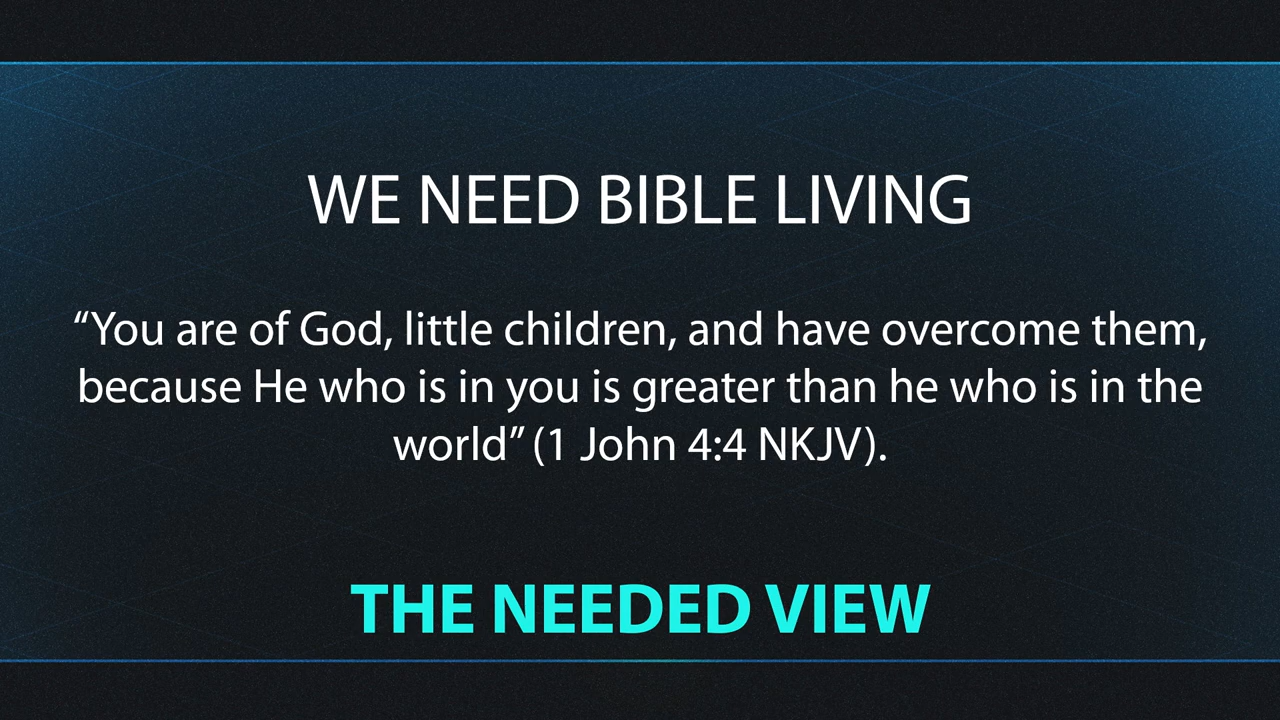 WE NEED BIBLE LIVING
“You are of God, little children, and have overcome them,
because He who is in you is greater than he who is in the
world” (1 John 4:4 NKJV).
THE NEEDED VIEW